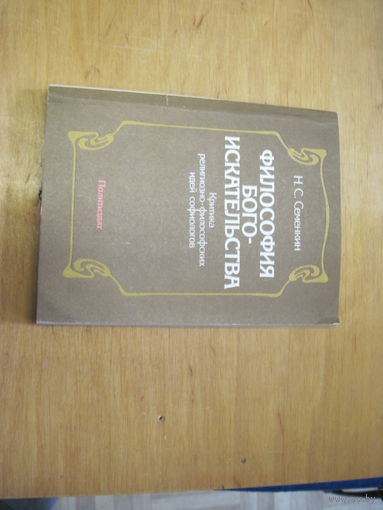 Н. С. Семенкин
ФИЛОСОФИЯ
БОГО-
ИСКАТЕЛЬСТВА
Критика
религиозно-философских
идей софиологов
Политиздат